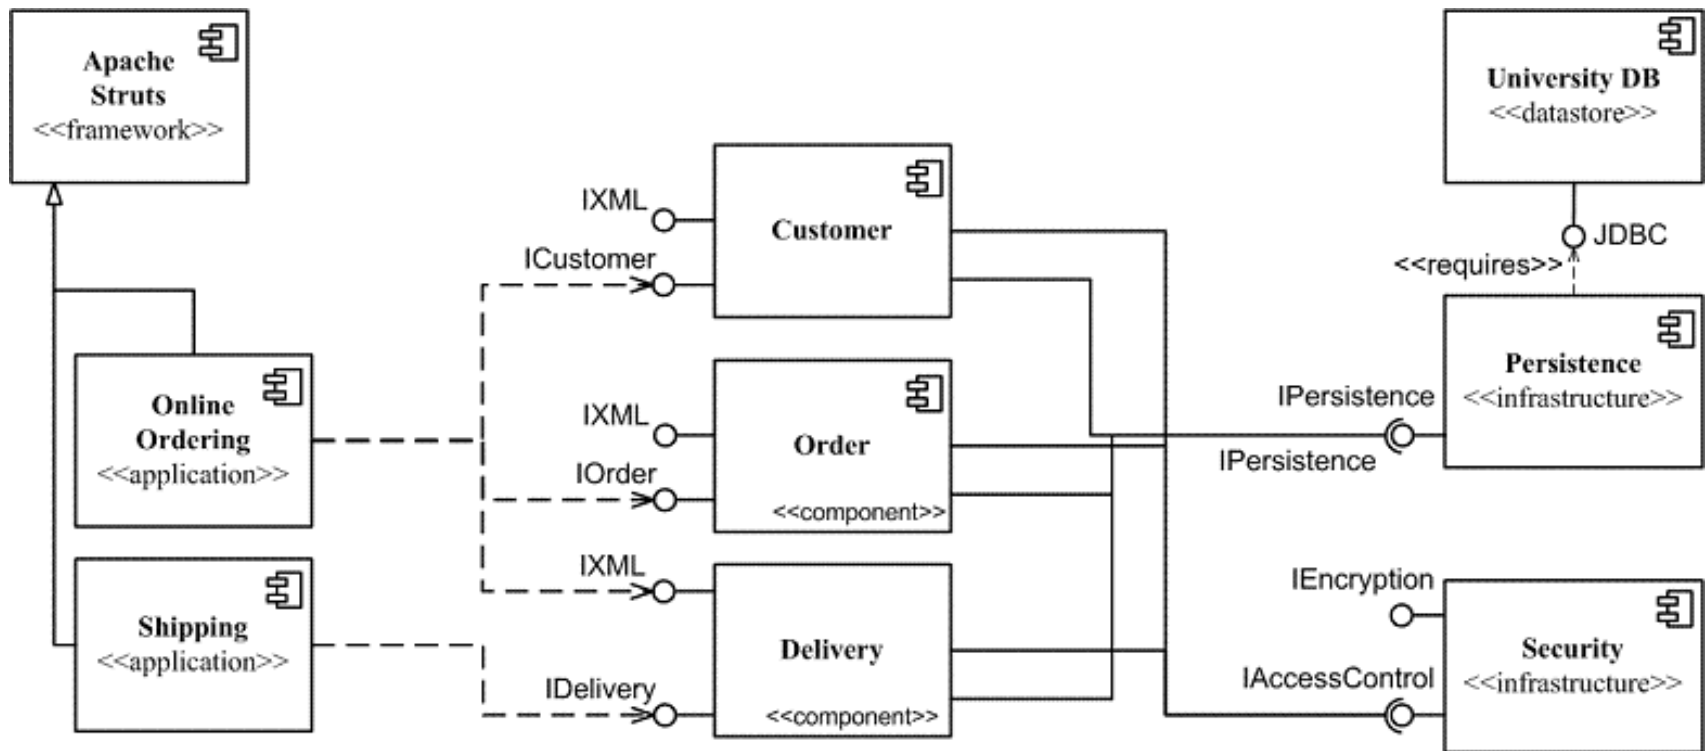 Apache
Struts
<<framework>>
University DB
<<datastore>>
IXML
Customer
ICustomer
JDBC
<<requires>>
Online
Ordering
<<application>>
IXML
Order
IOrder
<<component>>
IPersistence
IPersistence
Persistence
<<infrastructure>>
Shipping
<<application>>
IXML
Delivery
IDelivery
<<component>>
IEncryption
IAccessControl
Security
<<infrastructure>>